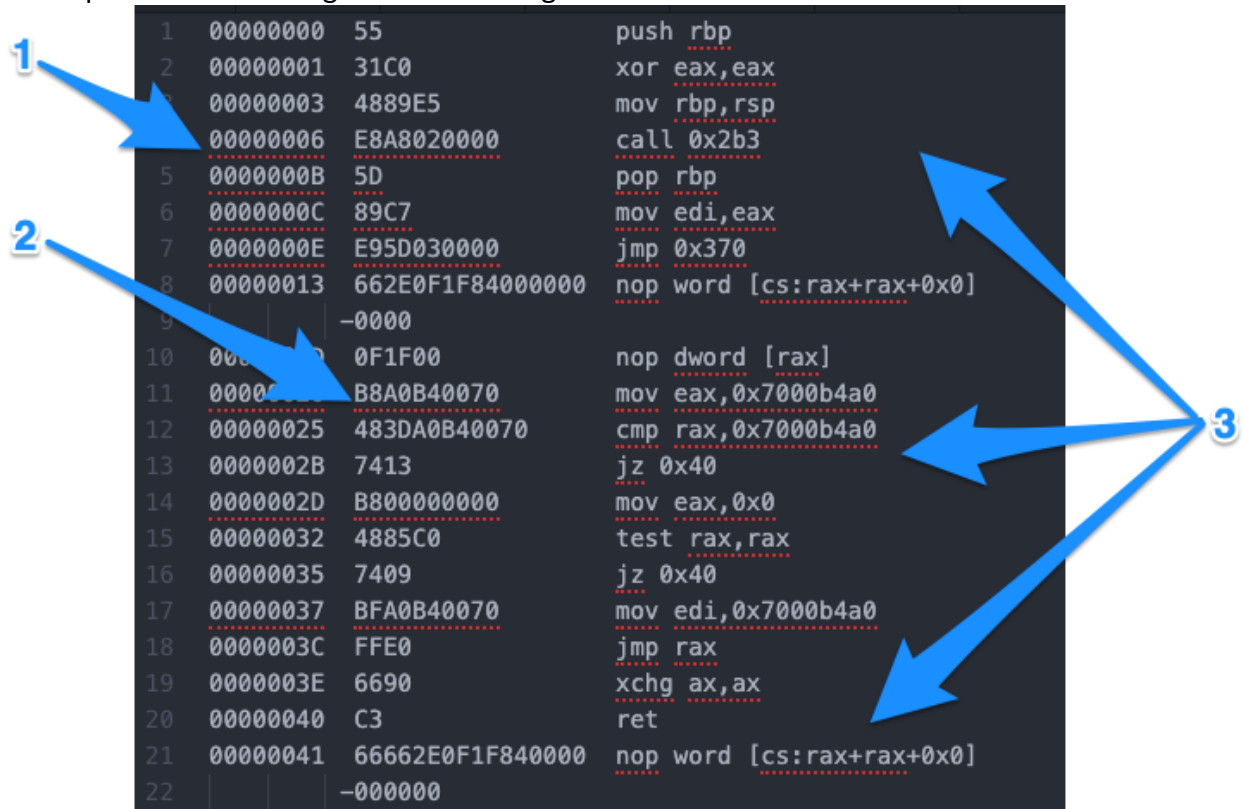 1 00000000 55 push rbp
2 00000001 31C0 xor eax,eax
00000003 4889E5 mov rbp,rsp
00000006 E8A8020000 call 0x2b3
5 0000000B 5D pop rbp
6 0000000C 89C7 mov edi,eax
7 0000000E E95D030000 jmp 0x370
8 00000013 662E0F1F84000000 nop word [cs:rax+rax+0x0]
9 -0000
10 0F1F00 nop dword [rax]
11 B8A0B40070 mov eax,0x7000b4a0
12 00000025 483DA0B40070 cmp rax,0x7000b4a0
13 0000002B 7413 jz 0x40
14 0000002D B800000000 mov eax,0x0
15 00000032 4885C0 test rax,rax
16 00000035 7409 jz 0x40
17 00000037 BFA0B40070 mov edi,0x7000b4a0
18 0000003C FFE0 jmp rax
19 0000003E 6690 xchg ax,ax
20 00000040 C3 ret
21 00000041 66662E0F1F840000 nop word [cs:rax+rax+0x0]
22 -000000
1
2
3